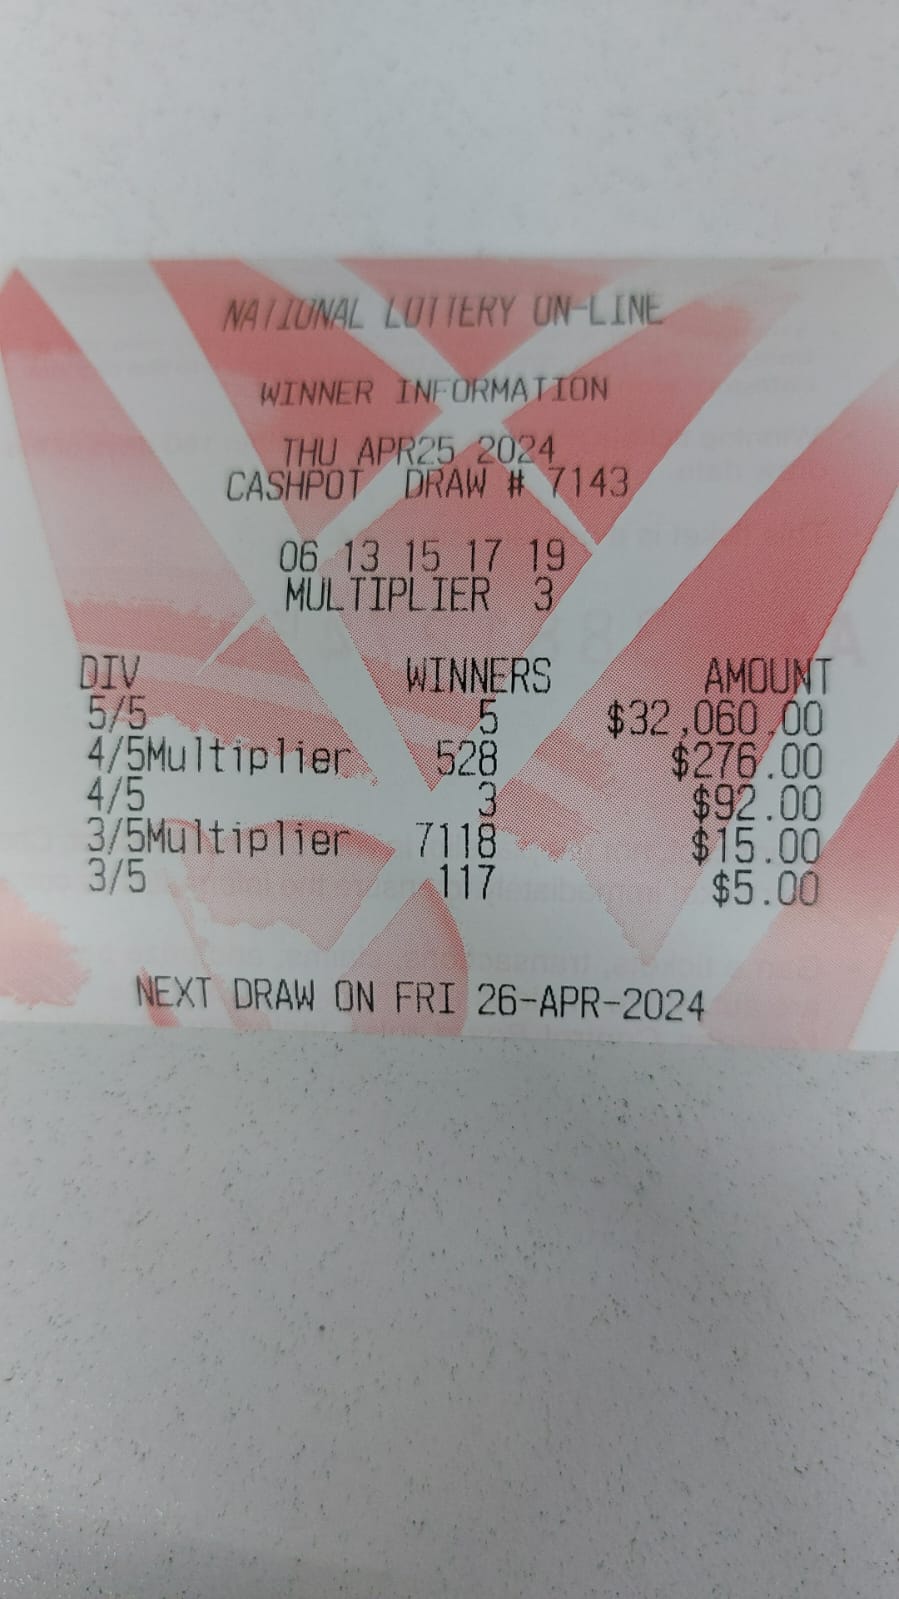 NATIONAL LOTTERY ON-LINE
WINNER INFORMATION
THU APR25 2024
CASHPOT DRAW # 7143
06 13 15 17 19
MULTIPLIER 3
DIV WINNERS AMOUNT
5/5 5 $32,060.00
4/5Multiplier 528 $276.00
4/5 3 $92.00
3/5Multiplier 7118 $15.00
3/5 117 $5.00
NEXT DRAW ON FRI 26-APR-2024